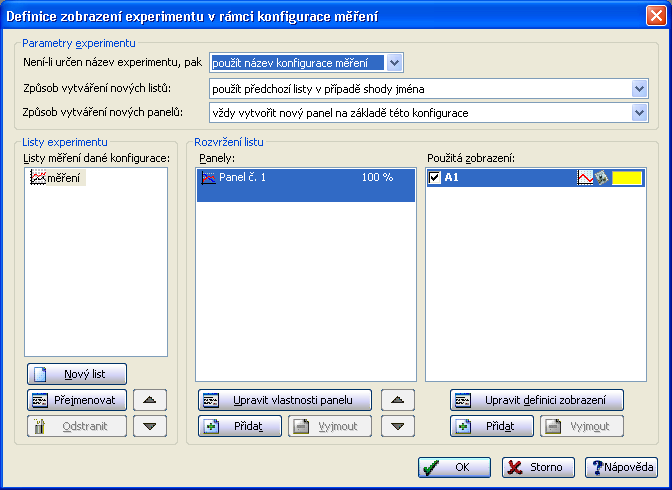 Definice zobrazení experimentu v rámci konfigurace měření
Parametry experimentu
Není-li určen název experimentu, pak použít název konfigurace měření
Způsob vytváření nových listů: použít předchozí listy v případě shody jména
Způsob vytváření nových panelů: vždy vytvořit nový panel na základě této konfigurace
Listy experimentu
Listy měření dané konfigurace:
měření
Nový list
Přejmenovat
Odstranit
Rozvržení listu
Panely:
Panel č. 1 100 %
Upravit vlastnosti panelu
Přidat Vyjmout
Použitá zobrazení:
A1
Upravit definici zobrazení
Přidat Vyjmout
OK Storno Nápověda